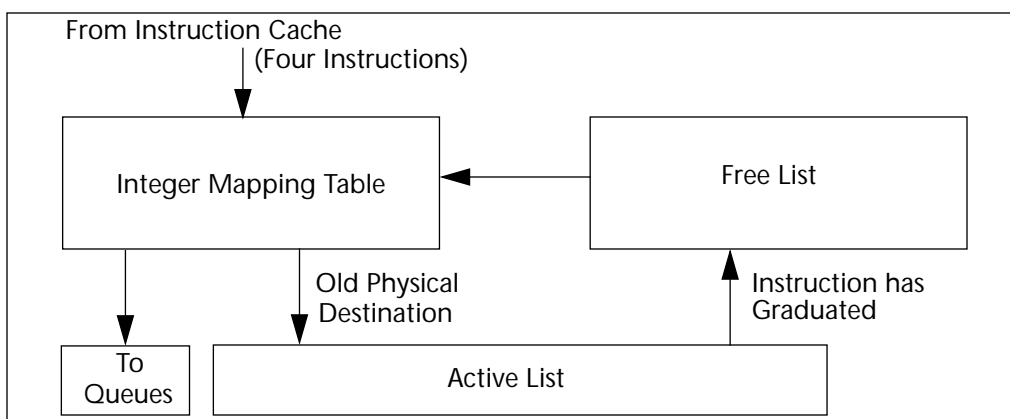 From Instruction Cache
(Four Instructions)
Integer Mapping Table
Free List
Old Physical
Destination
Instruction has
Graduated
To
Queues
Active List